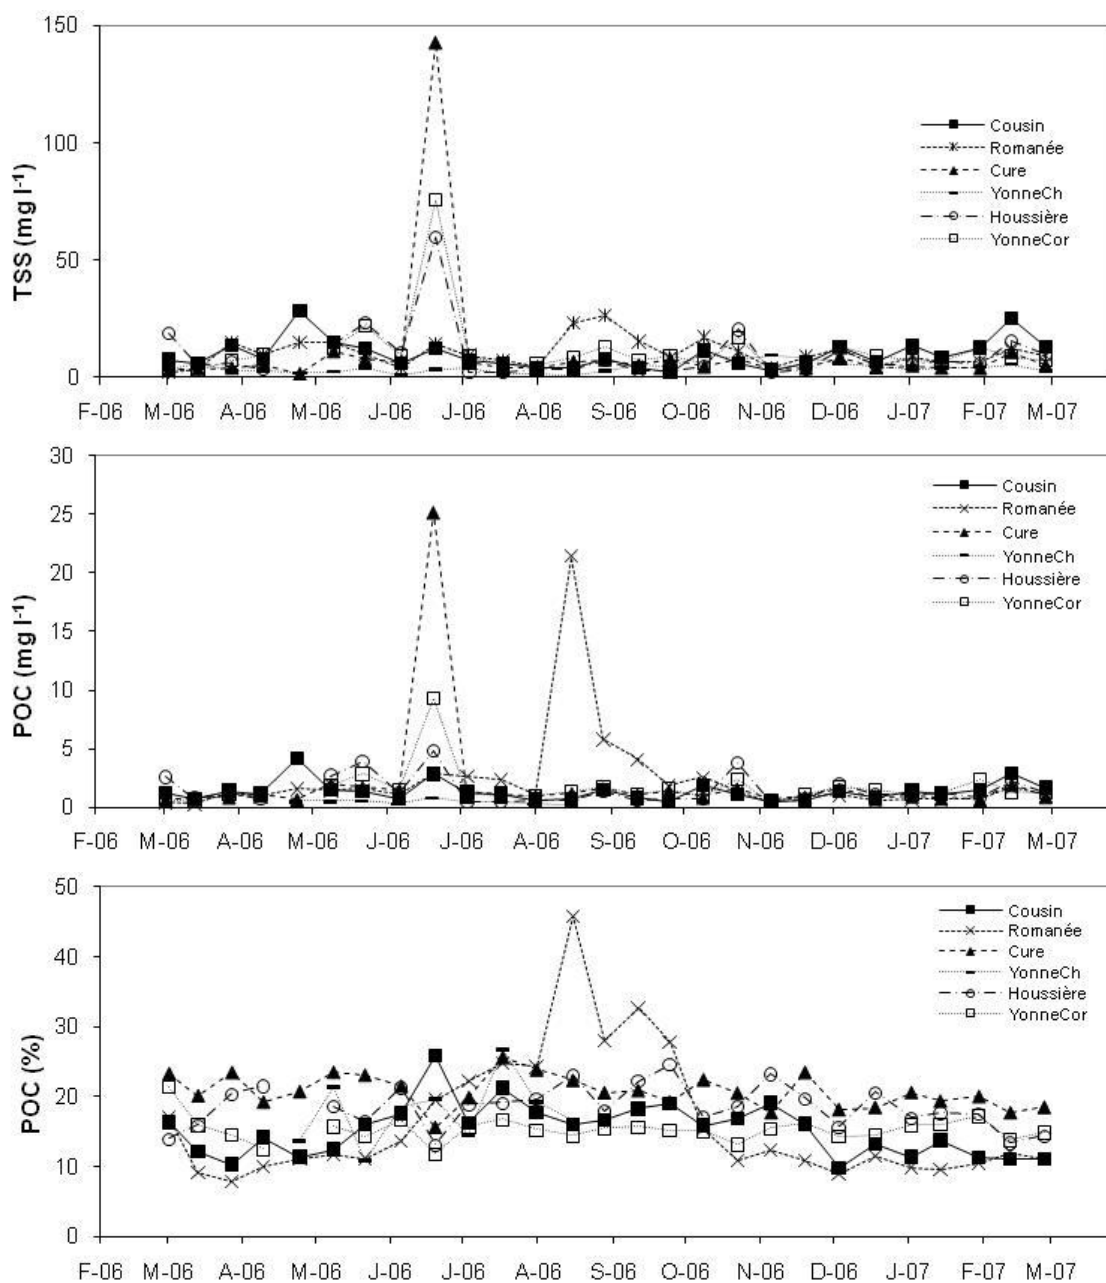 150
100
50
0
TSS (mg l⁻¹)
Cousin
Romanée
Cure
YonneCh
Houssière
YonneCor
F-06 M-06 A-06 M-06 J-06 J-06 A-06 S-06 O-06 N-06 D-06 J-07 F-07 M-07
30
25
20
15
10
5
0
POC (mg l⁻¹)
Cousin
Romanée
Cure
YonneCh
Houssière
YonneCor
F-06 M-06 A-06 M-06 J-06 J-06 A-06 S-06 O-06 N-06 D-06 J-07 F-07 M-07
50
40
30
20
10
0
POC (%)
Cousin
Romanée
Cure
YonneCh
Houssière
YonneCor
F-06 M-06 A-06 M-06 J-06 J-06 A-06 S-06 O-06 N-06 D-06 J-07 F-07 M-07